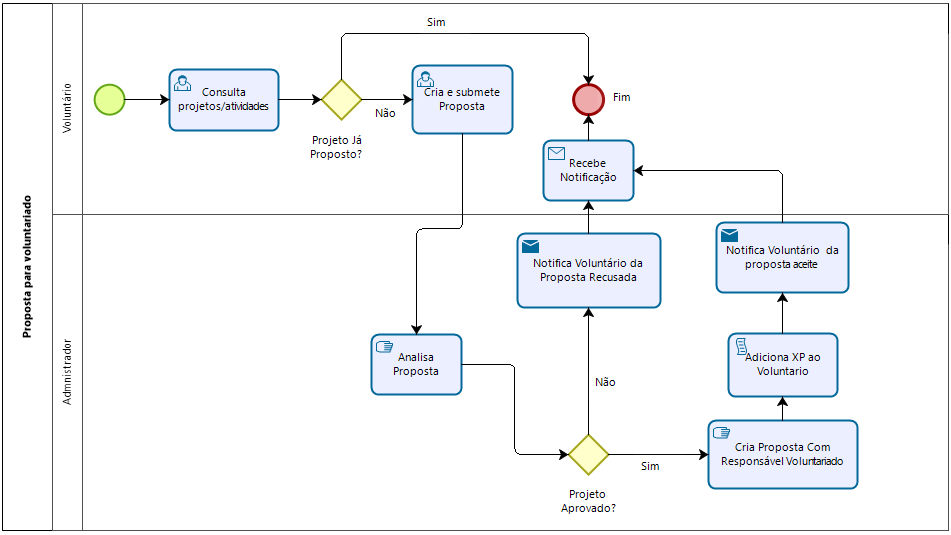 Proposta para voluntariado
Voluntário
Sim
Consulta
projetos/atividades
Projeto Já
Proposto?
Não
Cria e submete
Proposta
Fim
Recebe
Notificação
Admnistrador
Analisa
Proposta
Notifica Voluntário da
Proposta Recusada
Não
Projeto
Aprovado?
Sim
Notifica Voluntário da
proposta aceite
Adiciona XP ao
Voluntario
Cria Proposta Com
Responsável Voluntariado